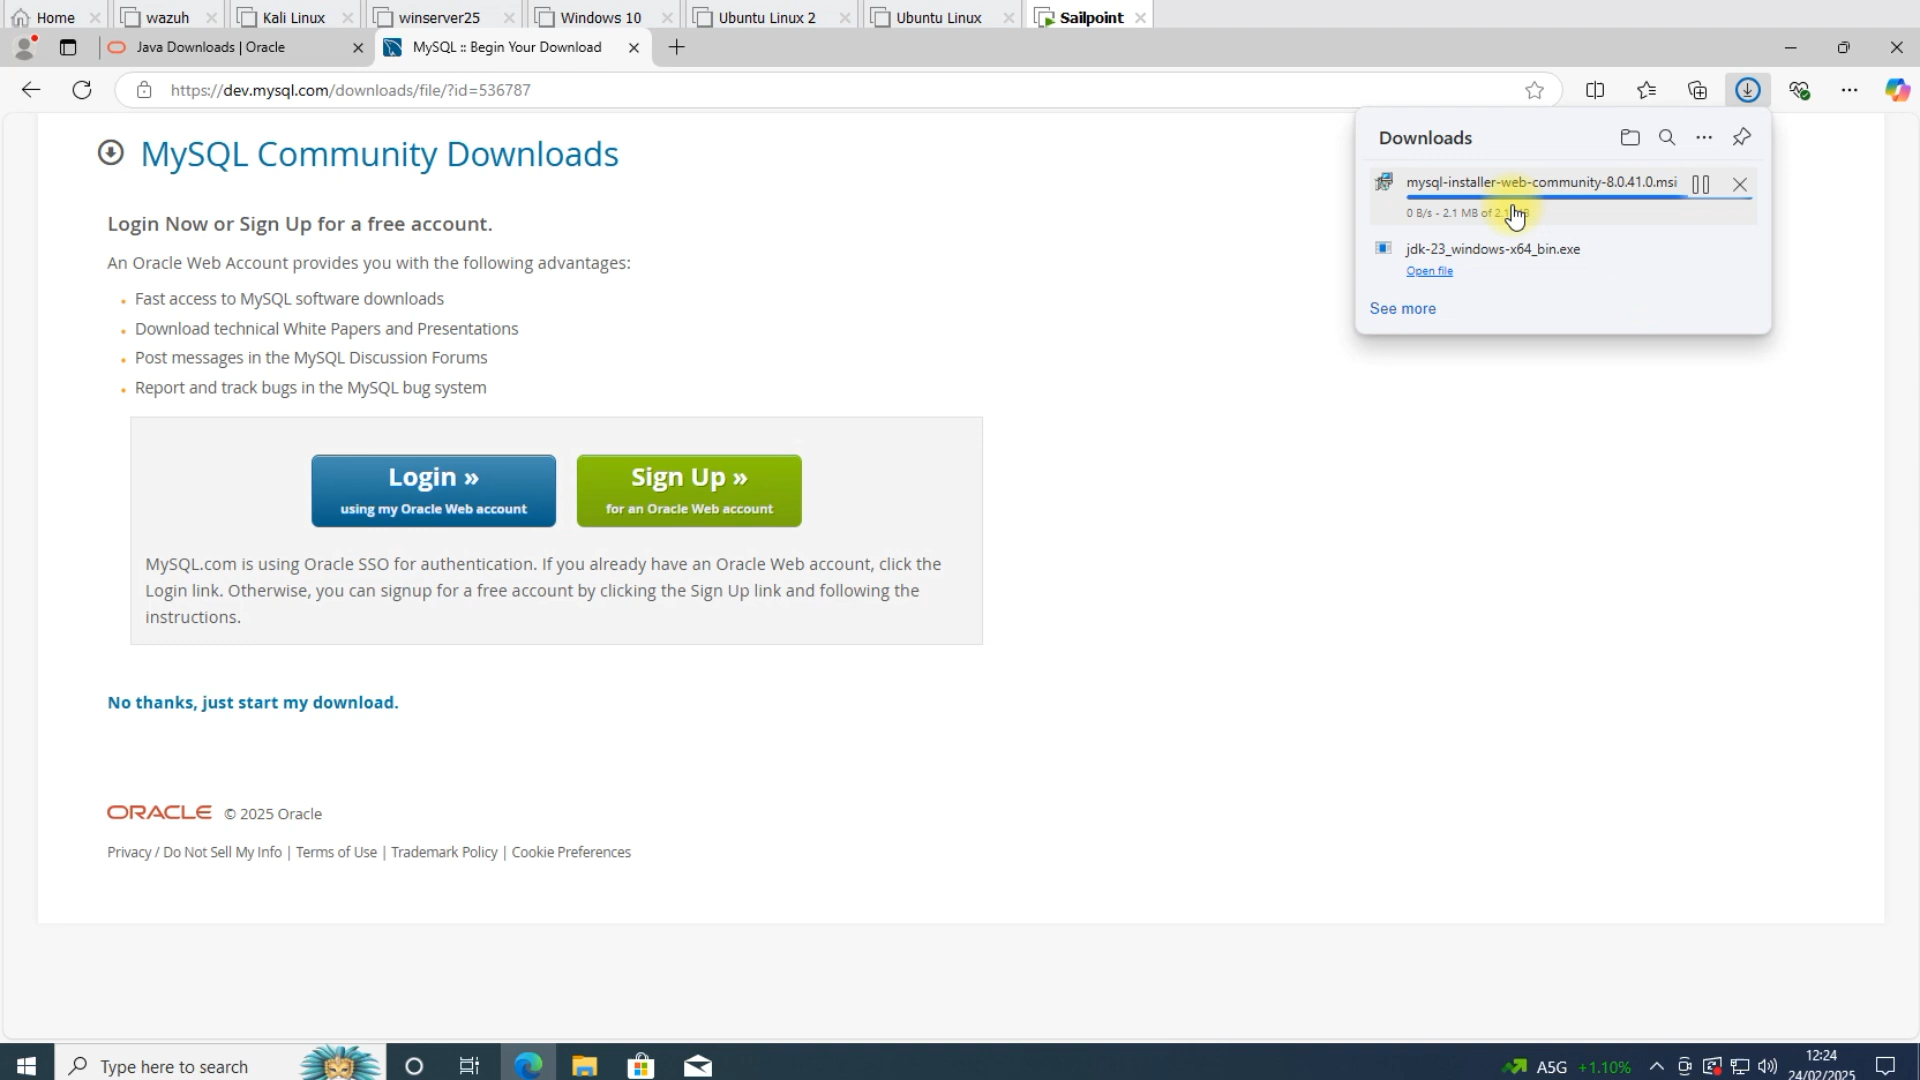 Home
wazuh
Kali Linux
winserver25
Windows 10
Ubuntu Linux 2
Ubuntu Linux
Sailpoint
Java Downloads | Oracle
MySQL :: Begin Your Download
https://dev.mysql.com/downloads/file/?id=536787
MySQL Community Downloads
Login Now or Sign Up for a free account.
An Oracle Web Account provides you with the following advantages:
Fast access to MySQL software downloads
Download technical White Papers and Presentations
Post messages in the MySQL Discussion Forums
Report and track bugs in the MySQL bug system
Login »
using my Oracle Web account
Sign Up »
for an Oracle Web account
MySQL.com is using Oracle SSO for authentication. If you already have an Oracle Web account, click the
Login link. Otherwise, you can signup for a free account by clicking the Sign Up link and following the
instructions.
No thanks, just start my download.
ORACLE © 2025 Oracle
Privacy / Do Not Sell My Info | Terms of Use | Trademark Policy | Cookie Preferences
Downloads
mysql-installer-web-community-8.0.41.0.msi
0 B/s - 2.1 MB of
jdk-23_windows-x64_bin.exe
Open file
See more
Type here to search
A5G +1.10%
12:24
24/02/2025